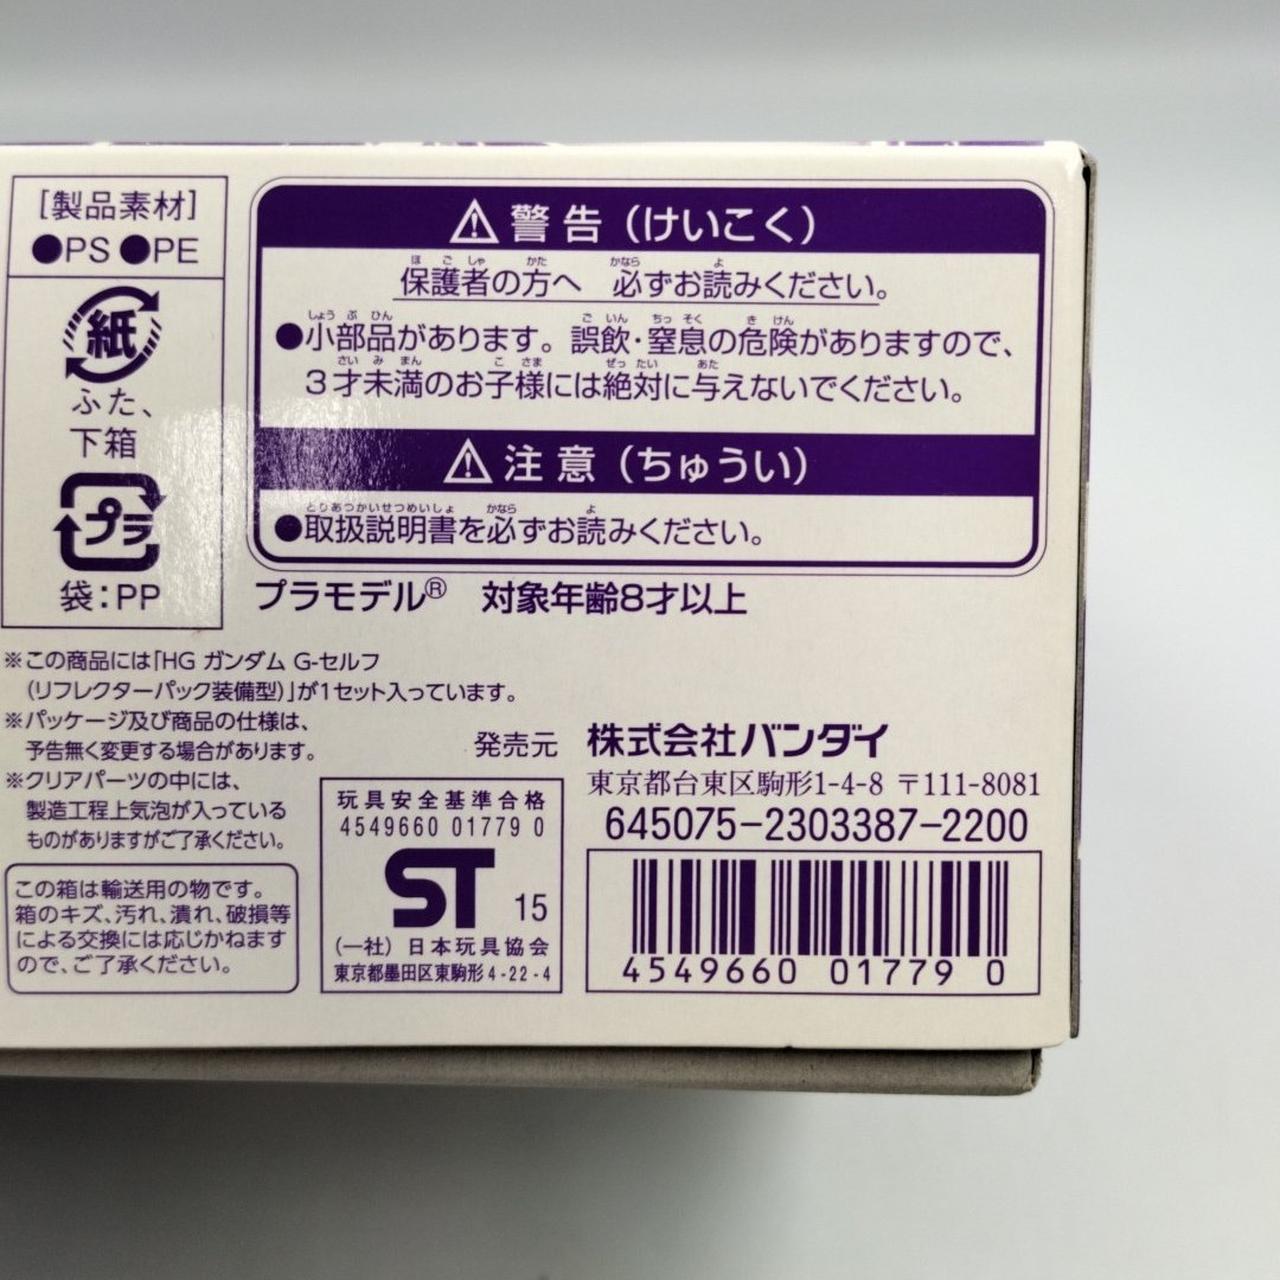 [製品素材]
●PS ●PE
紙
ふた、
下箱
プラ
袋：PP
⚠ 警告（けいこく）
ほごしゃ かた かなら よ
保護者の方へ 必ずお読みください。
しょうぶひん ごいん ちっそく きけん
●小部品があります。誤飲・窒息の危険がありますので、
さいみまん こさま ぜったい あた
3才未満のお子様には絶対に与えないでください。
⚠ 注意（ちゅうい）
とりあつかいせつめいしょ かなら よ
●取扱説明書を必ずお読みください。
プラモデル® 対象年齢8才以上
※この商品には「HG ガンダム G-セルフ
（リフレクターパック装備型）」が1セット入っています。
※パッケージ及び商品の仕様は、
予告無く変更する場合があります。
※クリアパーツの中には、
製造工程上気泡が入っている
ものがありますがご了承ください。
この箱は輸送用の物です。
箱のキズ、汚れ、潰れ、破損等
による交換には応じかねます
ので、ご了承ください。
発売元 株式会社バンダイ
東京都台東区駒形1-4-8 〒111-8081
645075-2303387-2200
玩具安全基準合格
4549660 01779 0
ST 15
（一社）日本玩具協会
東京都墨田区東駒形4-22-4
4549660 01779 0